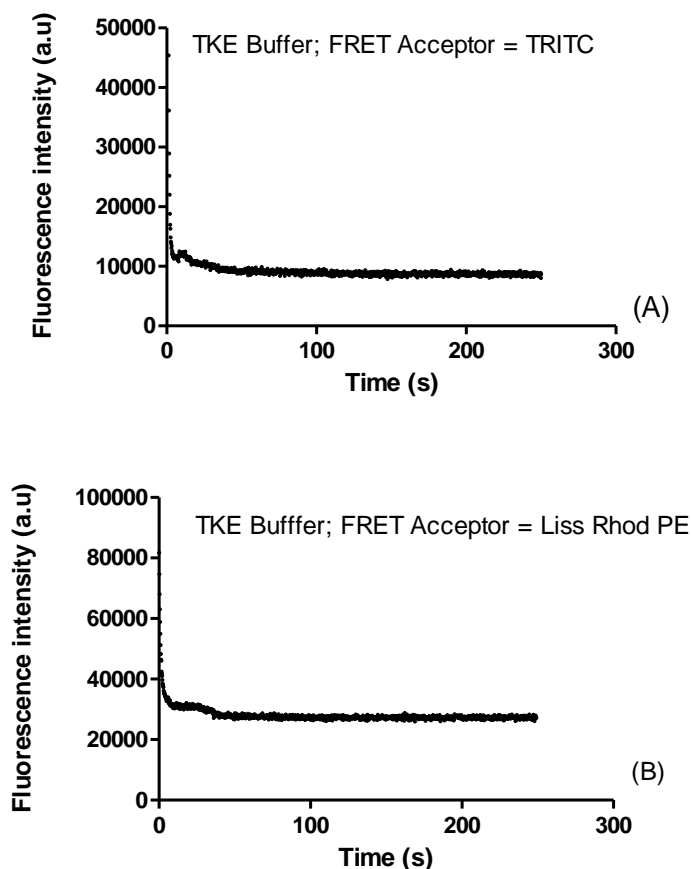 TKE Buffer; FRET Acceptor = TRITC
Fluorescence intensity (a.u)
50000
40000
30000
20000
10000
0
0 100 200 300
Time (s)
(A)
TKE Bufffer; FRET Acceptor = Liss Rhod PE
Fluorescence intensity (a.u)
100000
80000
60000
40000
20000
0
0 100 200 300
Time (s)
(B)